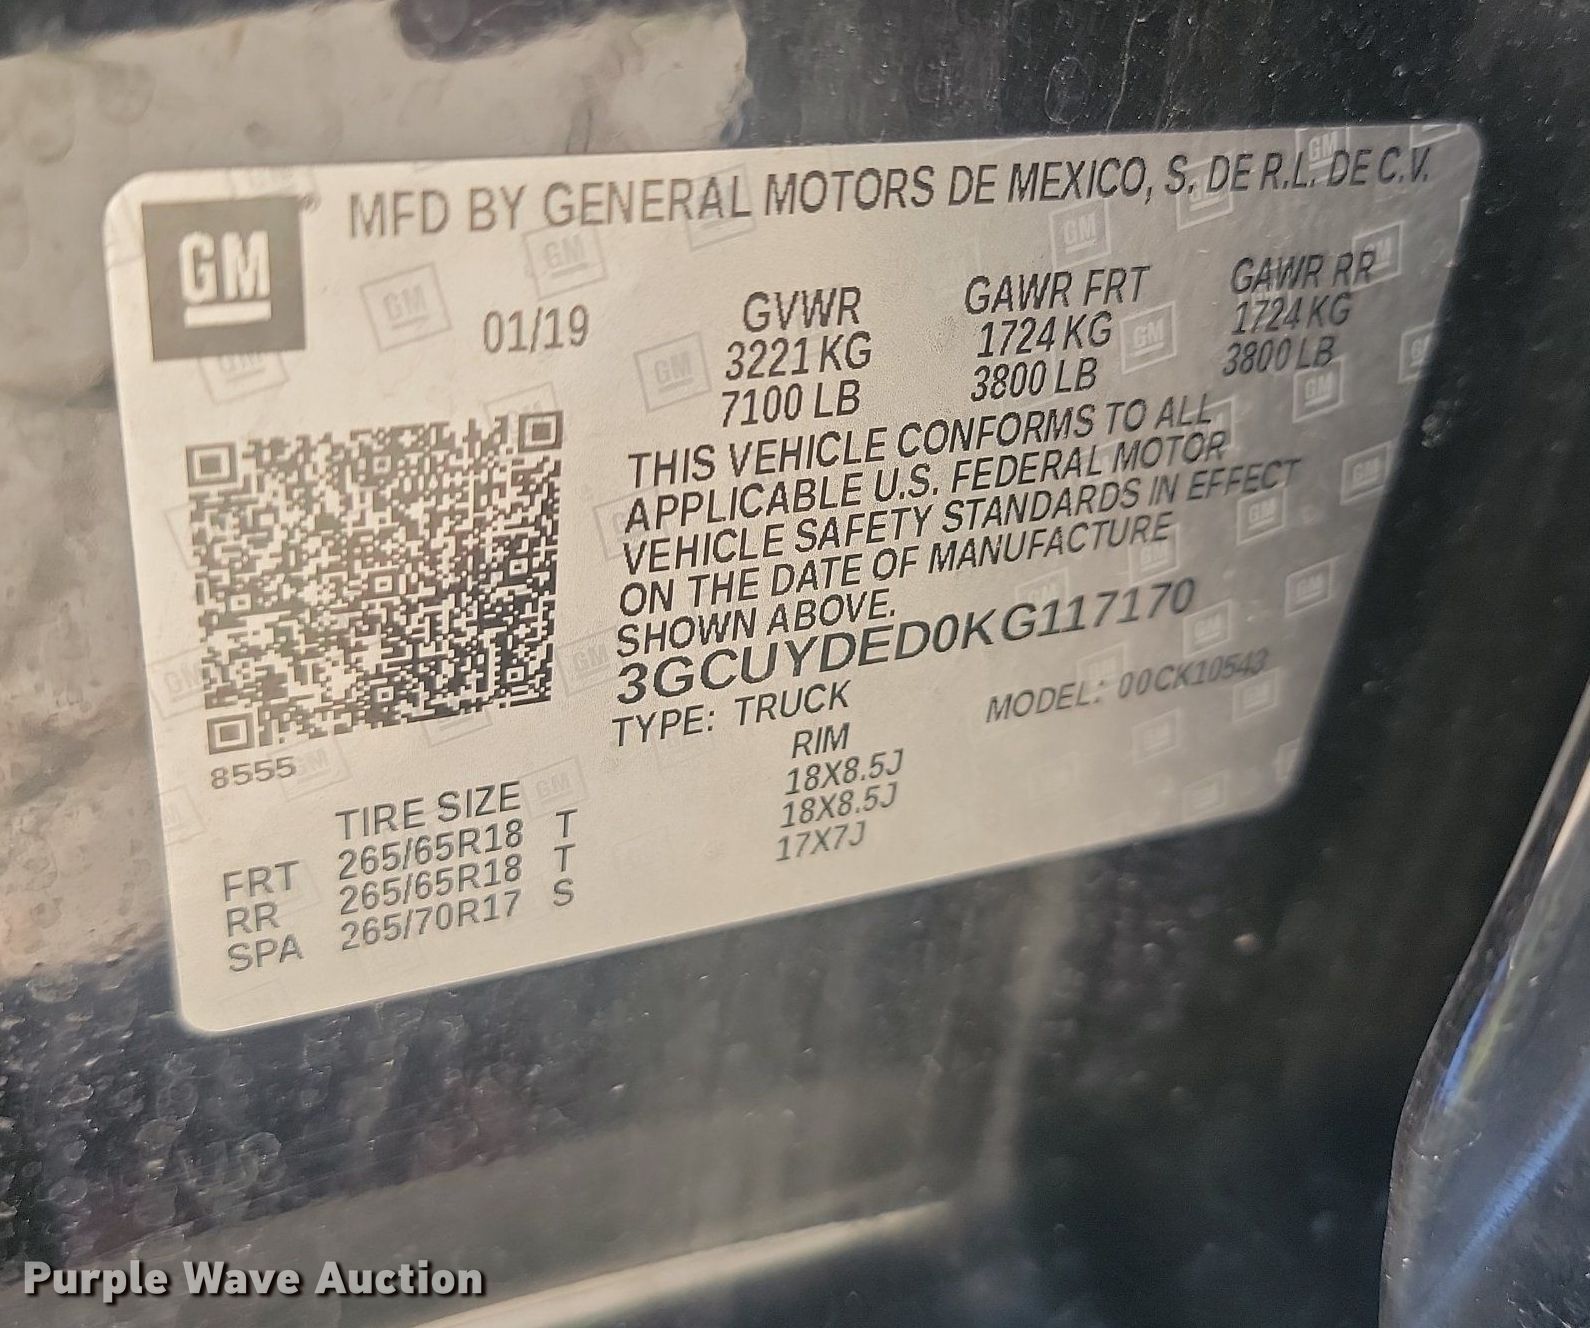 GM
MFD BY GENERAL MOTORS DE MEXICO, S. DE R.L. DE C.V.
01/19
GVWR GAWR FRT GAWR RR
3221 KG 1724 KG 1724 KG
7100 LB 3800 LB 3800 LB
THIS VEHICLE CONFORMS TO ALL
APPLICABLE U.S. FEDERAL MOTOR
VEHICLE SAFETY STANDARDS IN EFFECT
ON THE DATE OF MANUFACTURE
SHOWN ABOVE.
3GCUYDED0KG117170
TYPE: TRUCK MODEL: 00CK10543
8555
TIRE SIZE RIM
FRT 265/65R18 T 18X8.5J
RR 265/65R18 T 18X8.5J
SPA 265/70R17 S 17X7J
Purple Wave Auction